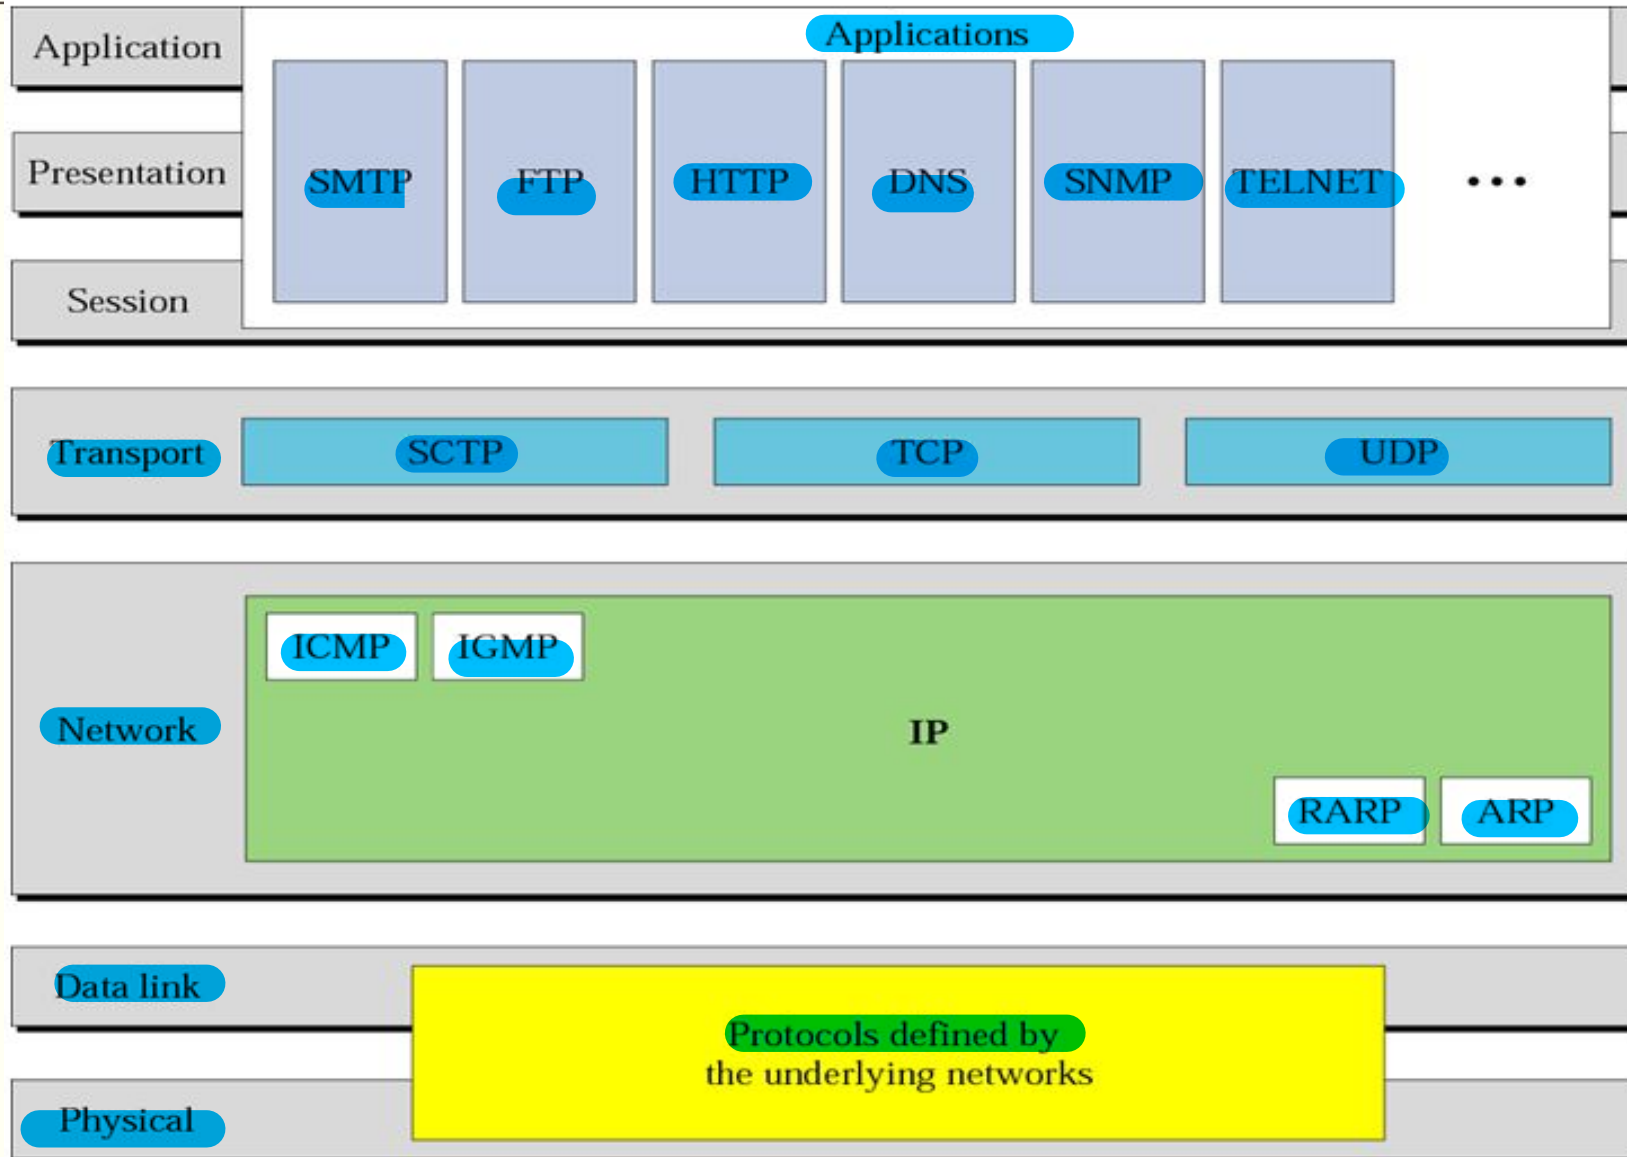 Application
Applications
Presentation
SMTP
FTP
HTTP
DNS
SNMP
TELNET
...
Session
Transport
SCTP
TCP
UDP
ICMP
IGMP
Network
IP
RARP
ARP
Data link
Protocols defined by
the underlying networks
Physical